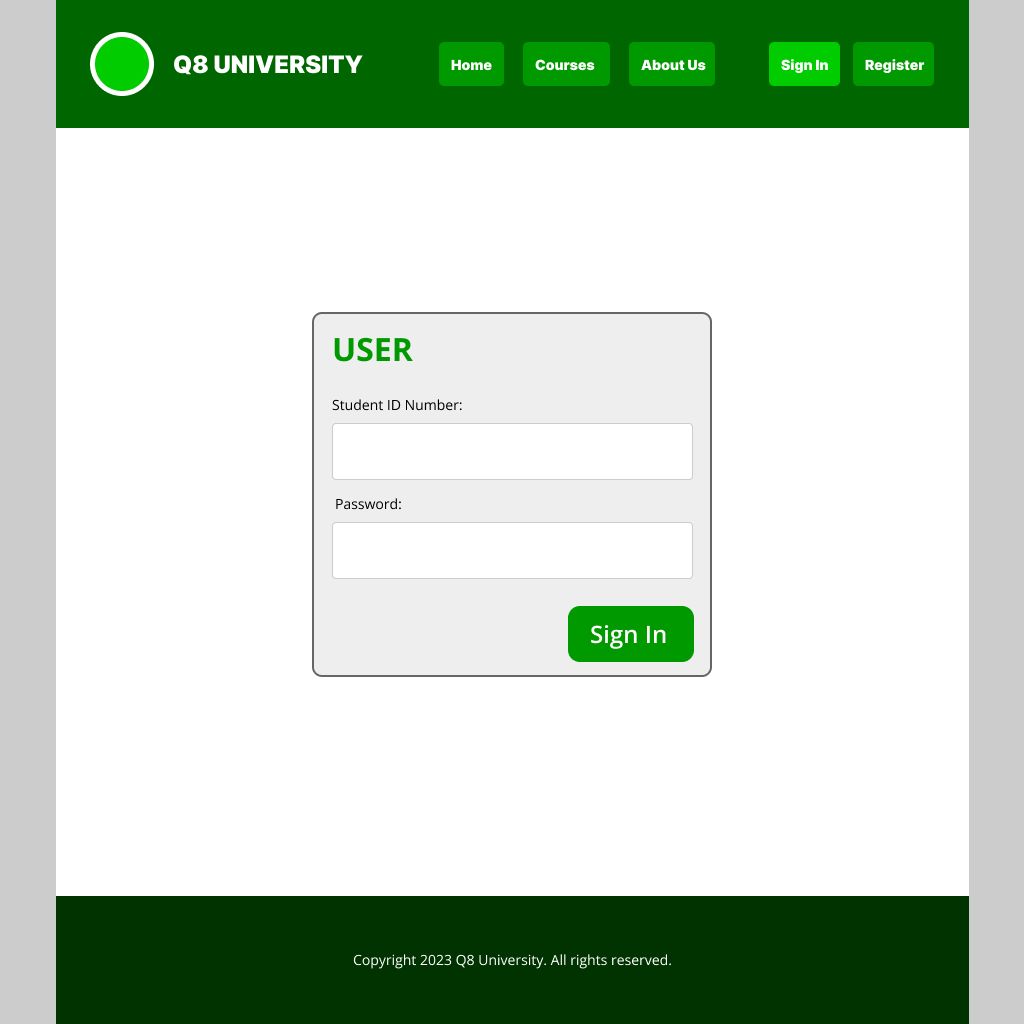 Q8 UNIVERSITY
Home
Courses
About Us
Sign In
Register
USER
Student ID Number:
Password:
Sign In
Copyright 2023 Q8 University. All rights reserved.